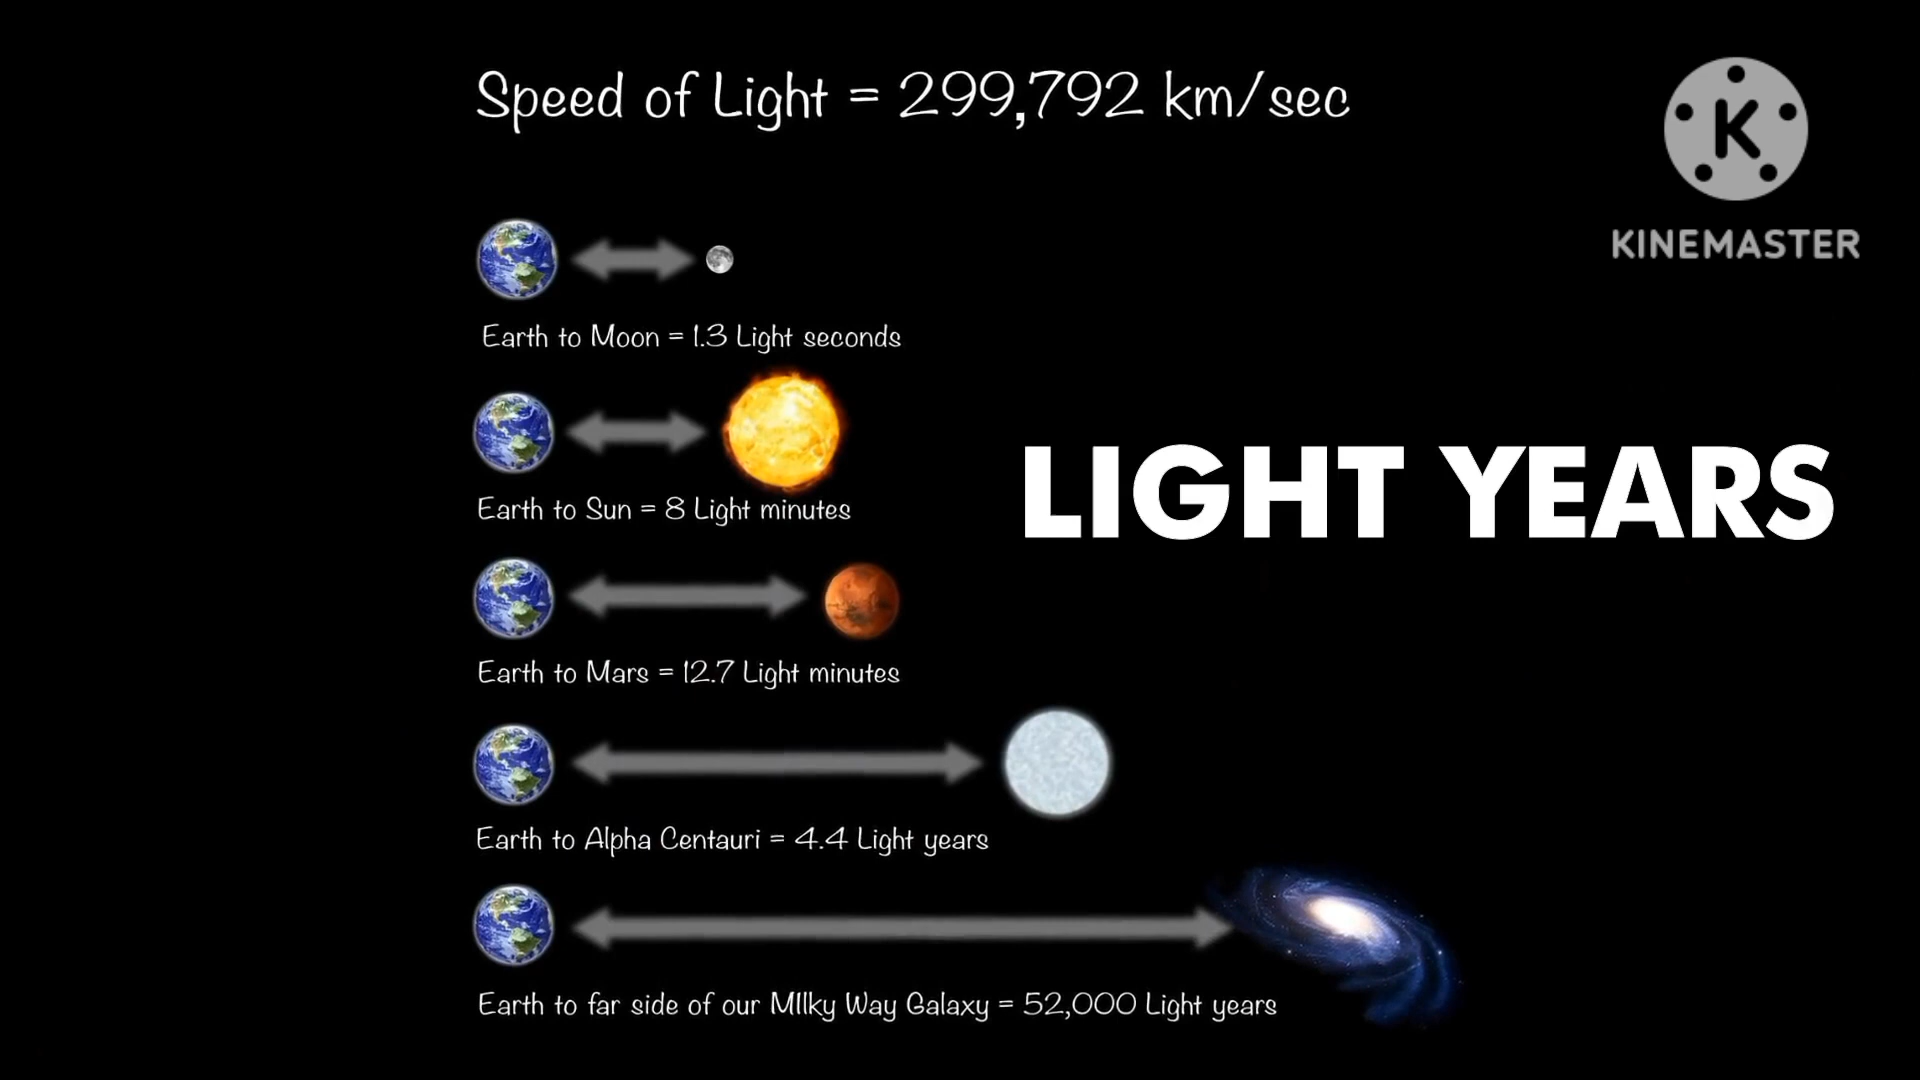 Speed of Light = 299,792 km/sec
K
KINEMASTER
Earth to Moon = 1.3 Light seconds
Earth to Sun = 8 Light minutes
LIGHT YEARS
Earth to Mars = 12.7 Light minutes
Earth to Alpha Centauri = 4.4 Light years
Earth to far side of our MIlky Way Galaxy = 52,000 Light years